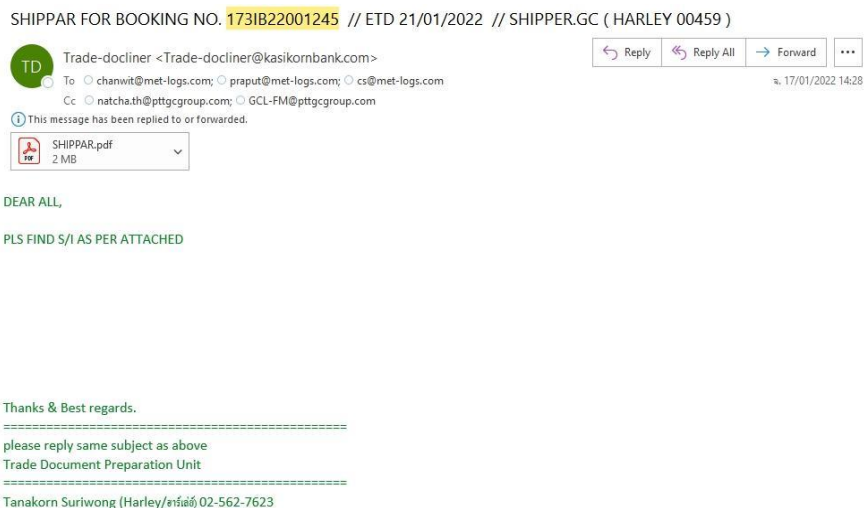 SHIPPAR FOR BOOKING NO. 173IB22001245 // ETD 21/01/2022 // SHIPPER.GC ( HARLEY 00459 )
TD
Trade-docliner <Trade-docliner@kasikornbank.com>
Reply
Reply All
Forward
To chanwit@met-logs.com; praput@met-logs.com; cs@met-logs.com
จ. 17/01/2022 14:28
Cc natcha.th@pttgcgroup.com; GCL-FM@pttgcgroup.com
This message has been replied to or forwarded.
PDF
SHIPPAR.pdf
2 MB
DEAR ALL,
PLS FIND S/I AS PER ATTACHED
Thanks & Best regards.
================================================
please reply same subject as above
Trade Document Preparation Unit
================================================
Tanakorn Suriwong (Harley/ฮาร์เล่ย์) 02-562-7623